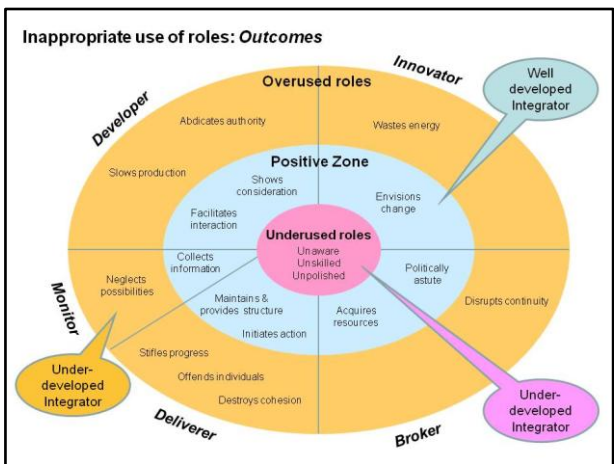 Inappropriate use of roles: Outcomes
Innovator
Well
developed
Integrator
Overused roles
Developer
Abdicates authority
Wastes energy
Positive Zone
Slows production
Shows
consideration
Envisions
change
Facilitates
interaction
Underused roles
Unaware
Unskilled
Unpolished
Collects
information
Politically
astute
Neglects
possibilities
Maintains &
provides structure
Acquires
resources
Disrupts continuity
Monitor
Initiates action
Stifles progress
Under-
developed
Integrator
Offends individuals
Destroys cohesion
Deliverer
Broker
Under-
developed
Integrator